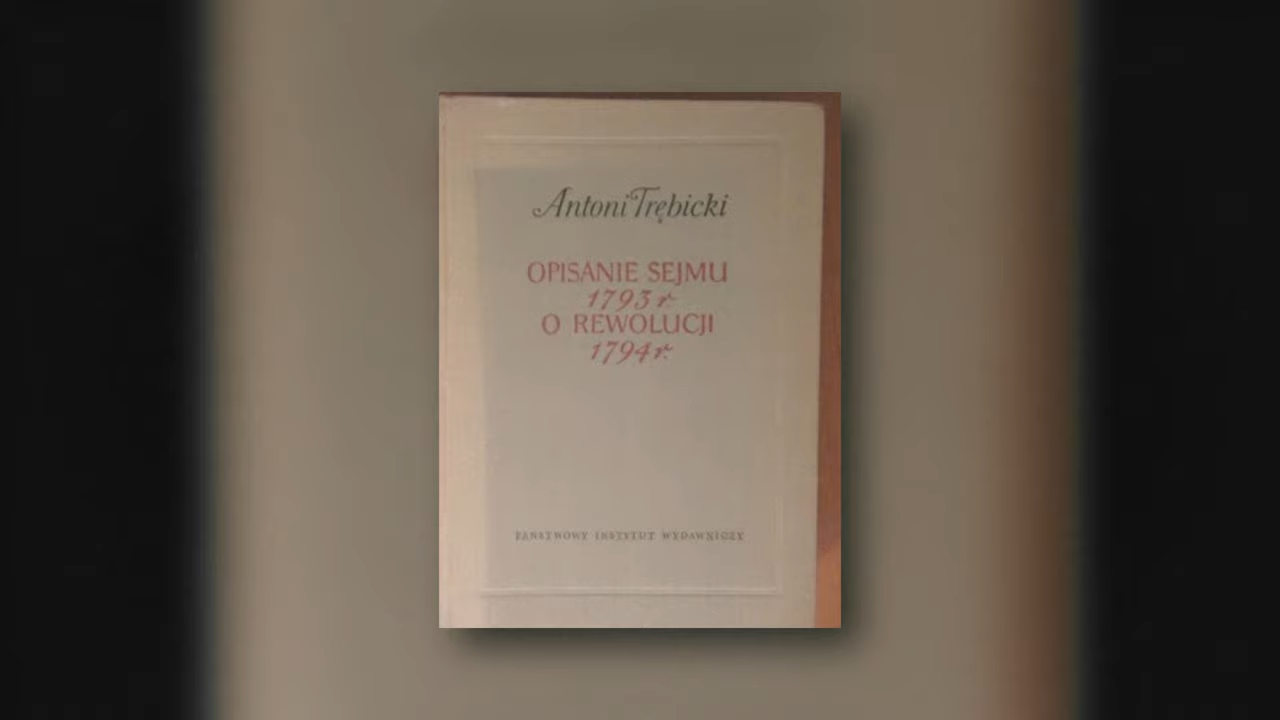 Antoni Trębicki
OPISANIE SEJMU
1793 r.
O REWOLUCJI
1794 r.
PAŃSTWOWY INSTYTUT WYDAWNICZY